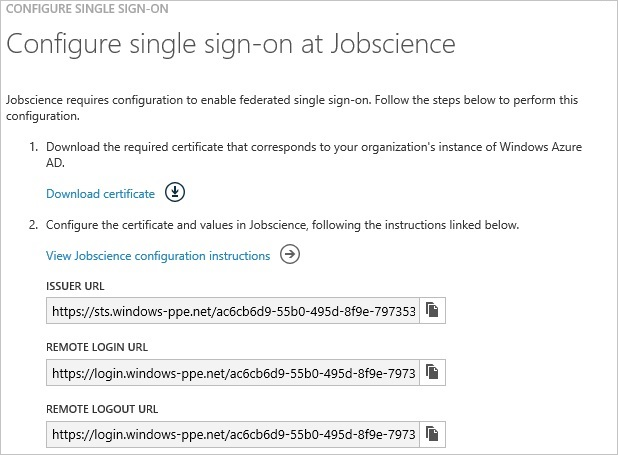 CONFIGURE SINGLE SIGN-ON
Configure single sign-on at Jobscience
Jobscience requires configuration to enable federated single sign-on. Follow the steps below to perform this
configuration.
1. Download the required certificate that corresponds to your organization's instance of Windows Azure
AD.
Download certificate
2. Configure the certificate and values in Jobscience, following the instructions linked below.
View Jobscience configuration instructions
ISSUER URL
https://sts.windows-ppe.net/ac6cb6d9-55b0-495d-8f9e-797353
REMOTE LOGIN URL
https://login.windows-ppe.net/ac6cb6d9-55b0-495d-8f9e-7973
REMOTE LOGOUT URL
https://login.windows-ppe.net/ac6cb6d9-55b0-495d-8f9e-7973